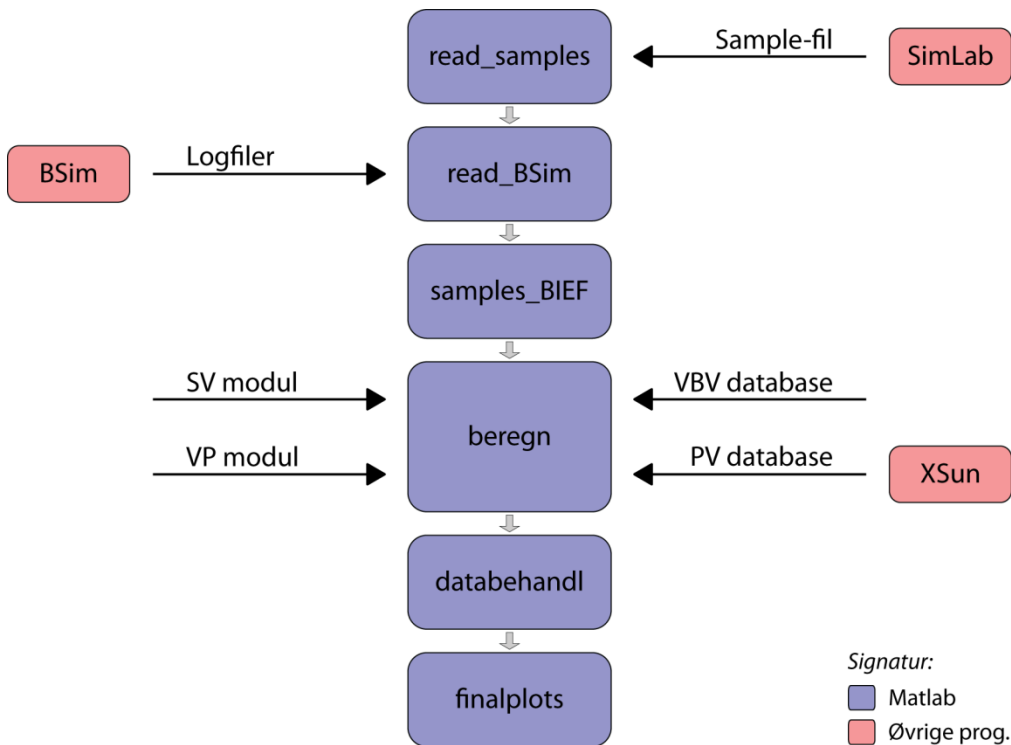 read_samples
Sample-fil
SimLab
BSim
Logfiler
read_BSim
samples_BIEF
SV modul
VBV database
beregn
VP modul
PV database
XSun
databehandl
finalplots
Signatur:
Matlab
Øvrige prog.